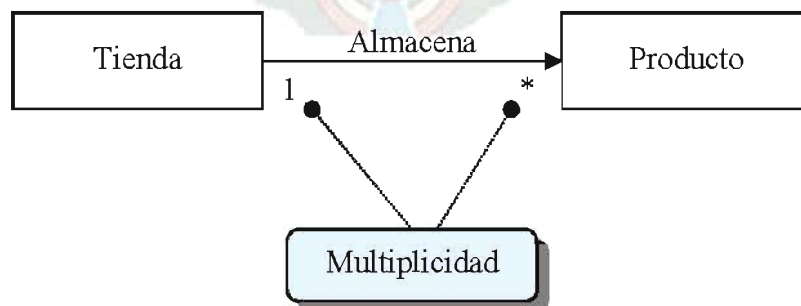 Almacena
Tienda
Producto
1
*
Multiplicidad